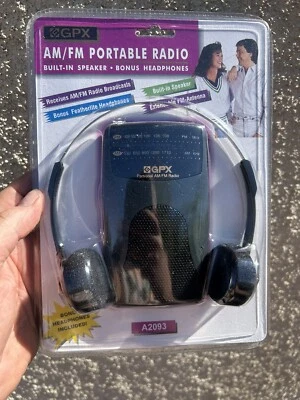 GPX
AM/FM PORTABLE RADIO
BUILT-IN SPEAKER • BONUS HEADPHONES
Receives AM/FM Radio Broadcasts
Built-in Speaker
Bonus Featherlite Headphones
Extendable FM Antenna
GPX
Personal AM/FM Radio
BONUS
HEADPHONES
INCLUDED!
A2093